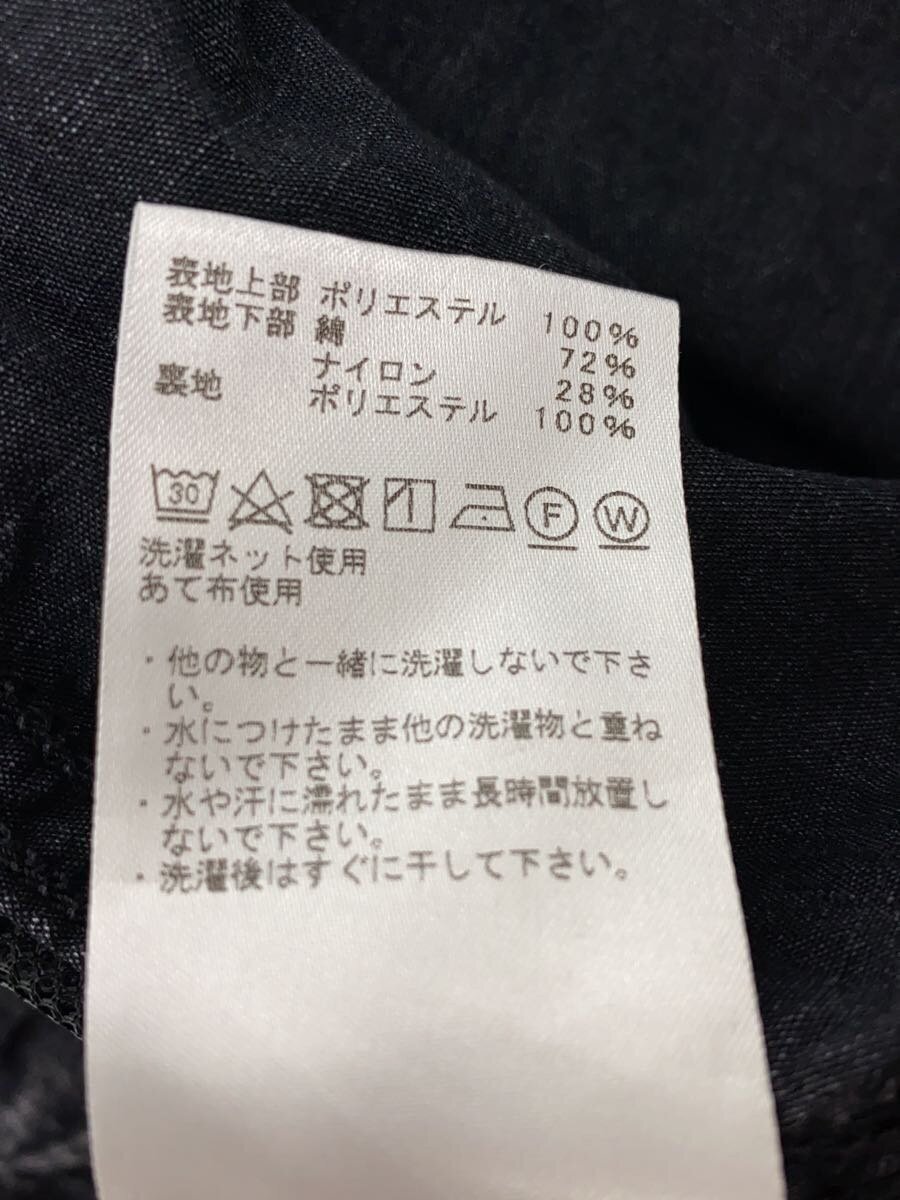 表地上部 ポリエステル 100%
表地下部 綿 72%
ナイロン 28%
裏地 ポリエステル 100%
30 F W
洗濯ネット使用
あて布使用
・他の物と一緒に洗濯しないで下さ
い。
・水につけたまま他の洗濯物と重ね
ないで下さい。
・水や汗に濡れたまま長時間放置し
ないで下さい。
・洗濯後はすぐに干して下さい。